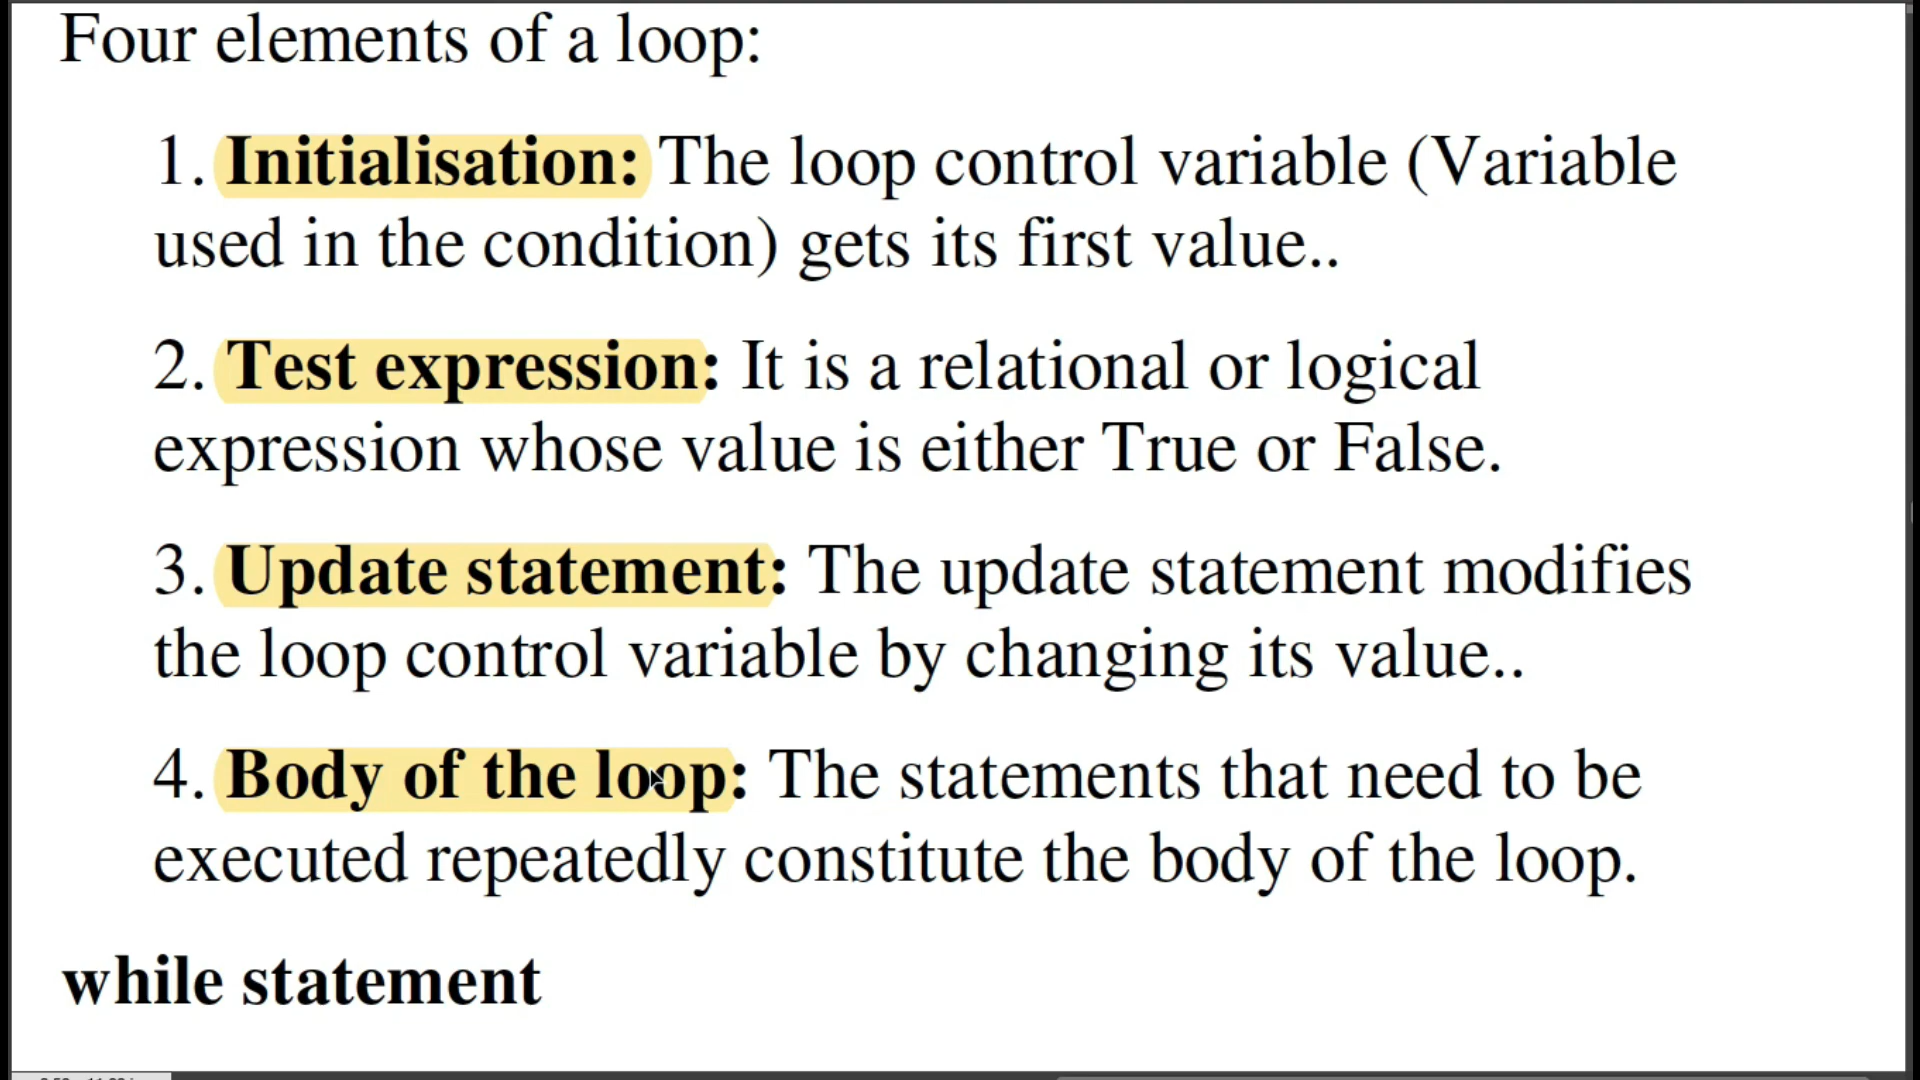 Four elements of a loop:
1. Initialisation: The loop control variable (Variable
used in the condition) gets its first value..
2. Test expression: It is a relational or logical
expression whose value is either True or False.
3. Update statement: The update statement modifies
the loop control variable by changing its value..
4. Body of the loop: The statements that need to be
executed repeatedly constitute the body of the loop.
while statement